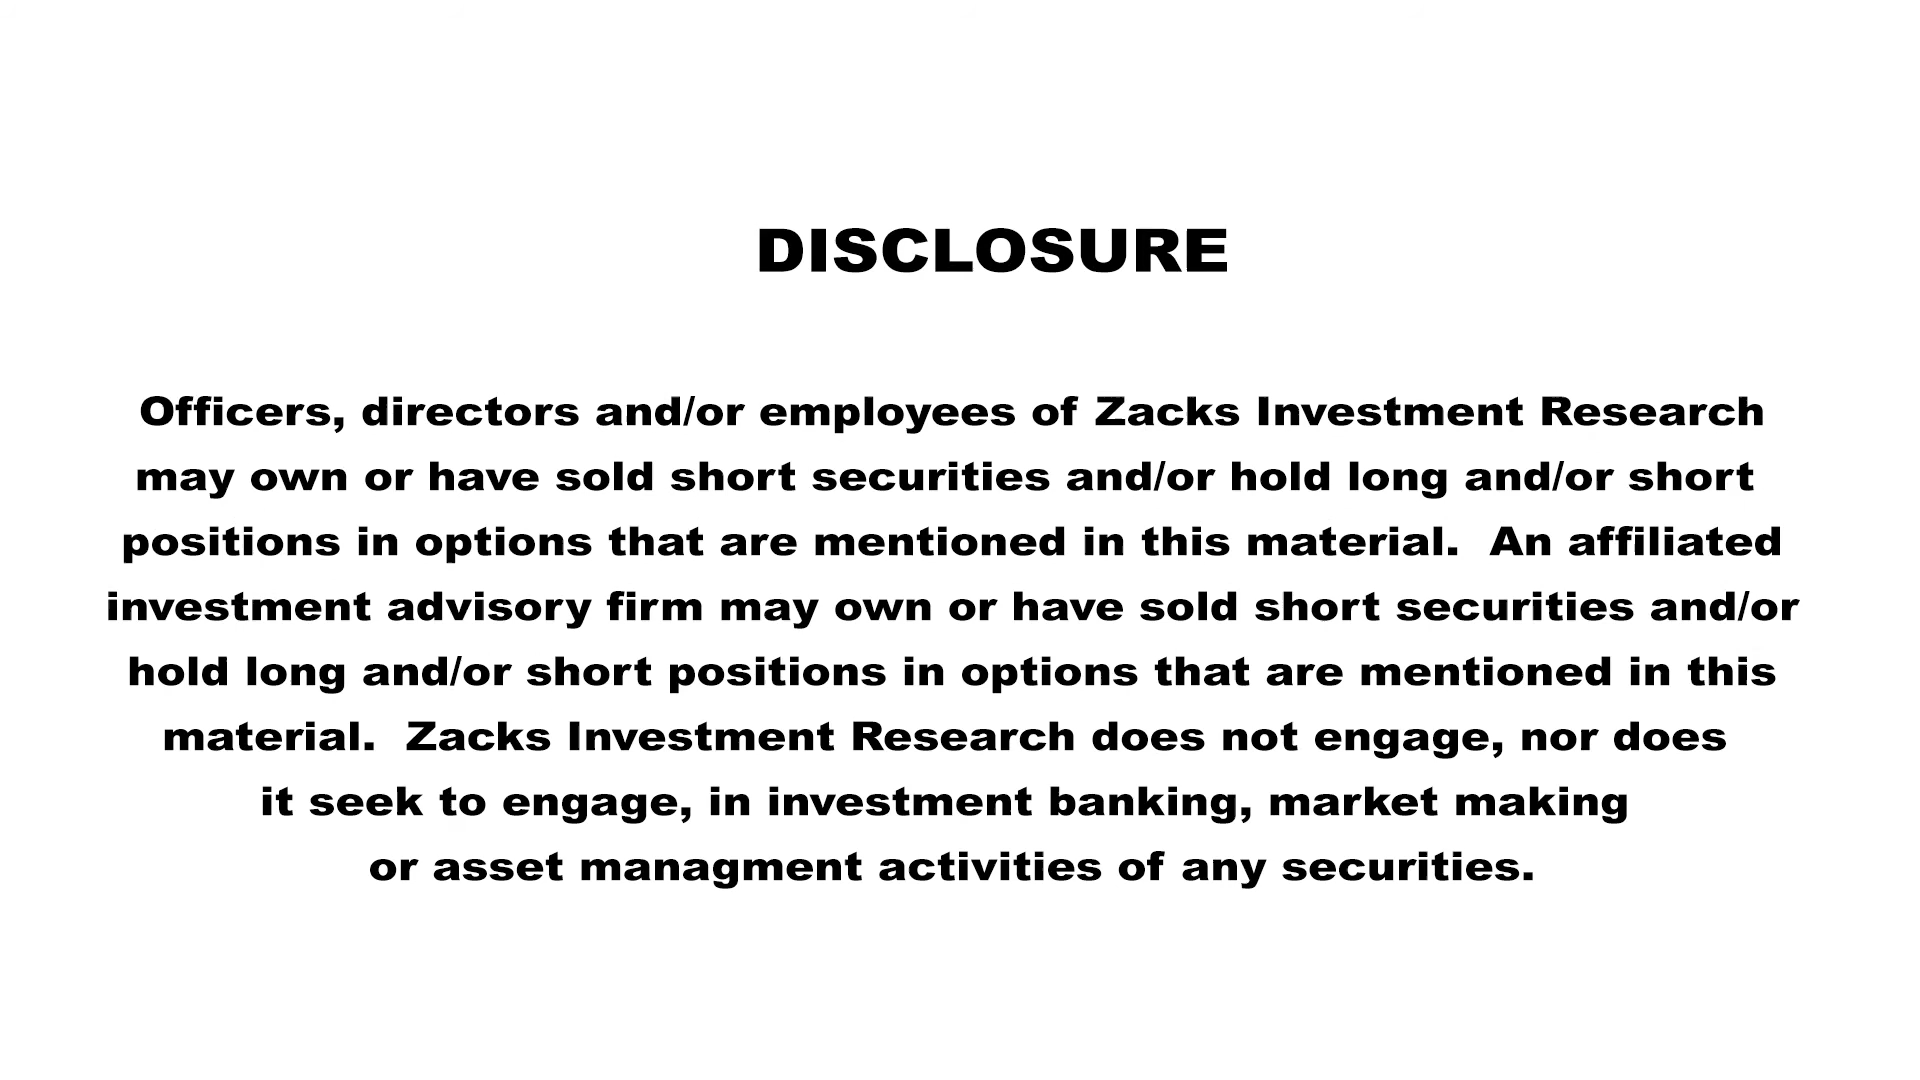 DISCLOSURE
Officers, directors and/or employees of Zacks Investment Research
may own or have sold short securities and/or hold long and/or short
positions in options that are mentioned in this material.  An affiliated
investment advisory firm may own or have sold short securities and/or
hold long and/or short positions in options that are mentioned in this
material.  Zacks Investment Research does not engage, nor does
it seek to engage, in investment banking, market making
or asset managment activities of any securities.